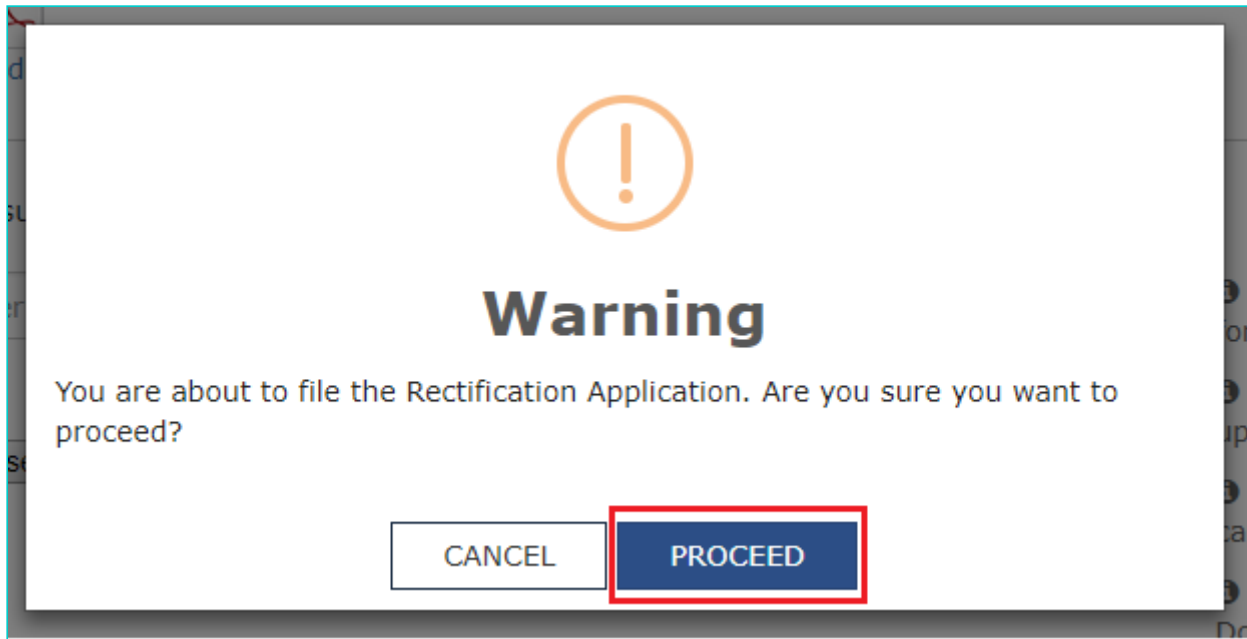 Warning
You are about to file the Rectification Application. Are you sure you want to
proceed?
CANCEL
PROCEED